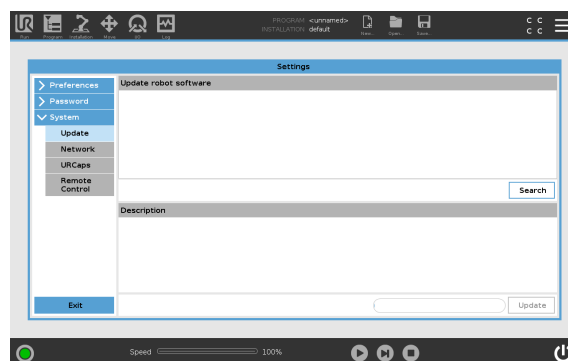 UR
PROGRAM <unnamed>
INSTALLATION default
C C
C C
Run
Program
Installation
Move
I/O
Log
New...
Open...
Save...
Settings
Preferences
Password
System
Update
Network
URCaps
Remote
Control
Exit
Update robot software
Search
Description
Update
Speed
100%